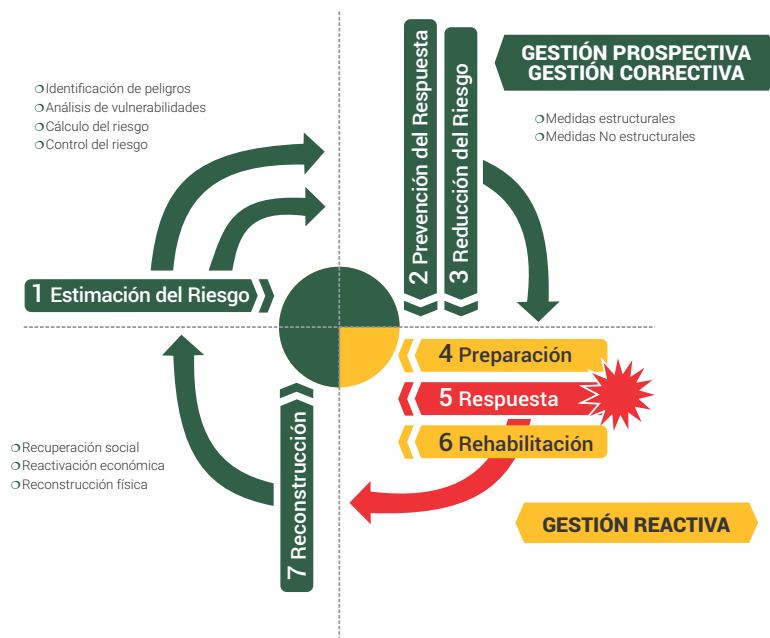 Identificación de peligros
Análisis de vulnerabilidades
Cálculo del riesgo
Control del riesgo
1 Estimación del Riesgo
2 Prevención del Respuesta
3 Reducción del Riesgo
GESTIÓN PROSPECTIVA
GESTIÓN CORRECTIVA
Medidas estructurales
Medidas No estructurales
4 Preparación
5 Respuesta
6 Rehabilitación
GESTIÓN REACTIVA
7 Reconstrucción
Recuperación social
Reactivación económica
Reconstrucción física